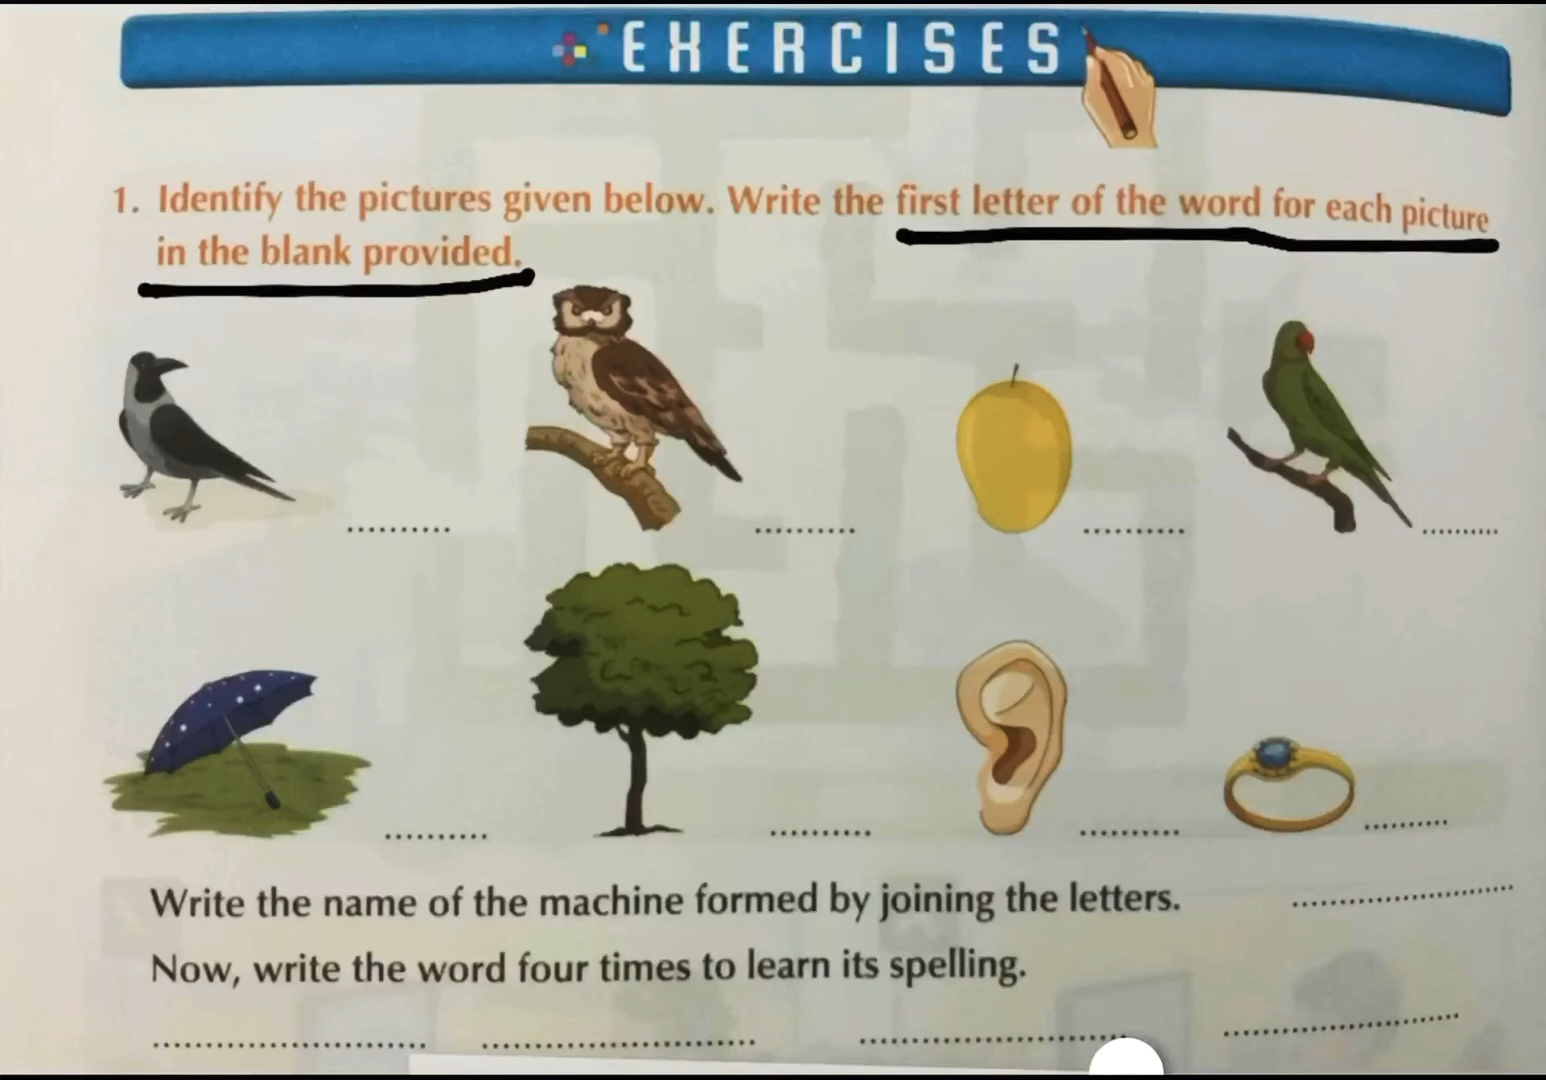 EXERCISES
1. Identify the pictures given below. Write the first letter of the word for each picture
in the blank provided.
.......... .......... .......... ..........
.......... .......... .......... ..........
Write the name of the machine formed by joining the letters. ..........................
Now, write the word four times to learn its spelling.
.......................... .......................... .......................... ..........................